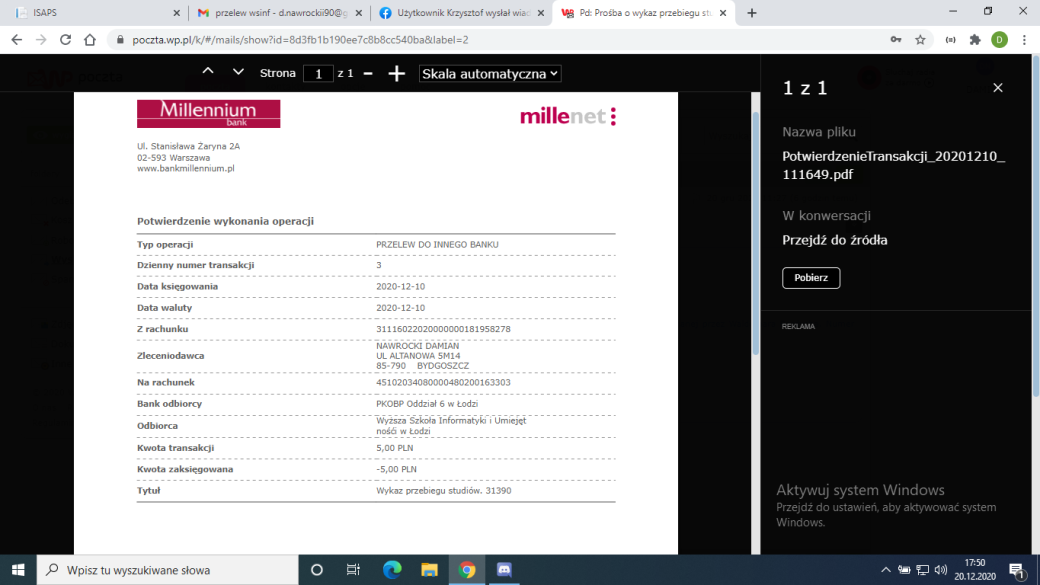 ISAPS
przelew wsinf - d.nawrockii90@g
Użytkownik Krzysztof wysłał wiad
Pd: Prośba o wykaz przebiegu stu
poczta.wp.pl/k/#/mails/show?id=8d3fb1b190ee7c8b8cc540ba&label=2
D
Strona 1 z 1 Skala automatyczna
Millennium
bank
millenet
Ul. Stanisława Żaryna 2A
02-593 Warszawa
www.bankmillennium.pl
Potwierdzenie wykonania operacji
Typ operacji PRZELEW DO INNEGO BANKU
Dzienny numer transakcji 3
Data księgowania 2020-12-10
Data waluty 2020-12-10
Z rachunku 31116022020000000181958278
Zleceniodawca NAWROCKI DAMIAN
UL ALTANOWA 5M14
85-790 BYDGOSZCZ
Na rachunek 45102034080000480200163303
Bank odbiorcy PKOBP Oddział 6 w Łodzi
Odbiorca Wyższa Szkoła Informatyki i Umiejęt
nośći w Łodzi
Kwota transakcji 5,00 PLN
Kwota zaksięgowana -5,00 PLN
Tytuł Wykaz przebiegu studiów. 31390
1 z 1
Nazwa pliku
PotwierdzenieTransakcji_20201210_
111649.pdf
W konwersacji
Przejdź do źródła
Pobierz
REKLAMA
Aktywuj system Windows
Przejdź do ustawień, aby aktywować system
Windows.
Wpisz tu wyszukiwane słowa
17:50
20.12.2020
1